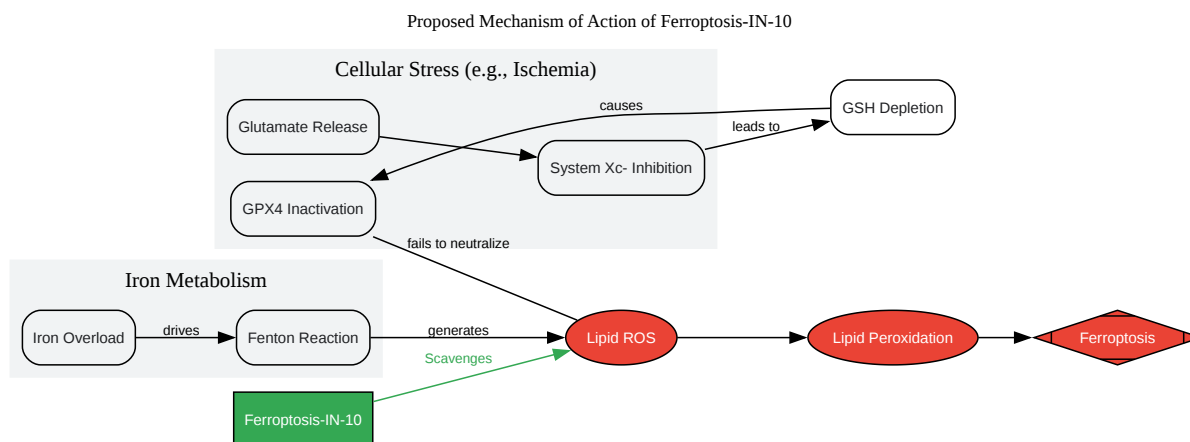 Proposed Mechanism of Action of Ferroptosis-IN-10
Cellular Stress (e.g., Ischemia)
Glutamate Release
causes
GSH Depletion
leads to
System Xc- Inhibition
GPX4 Inactivation
fails to neutralize
Iron Metabolism
Iron Overload
drives
Fenton Reaction
generates
Lipid ROS
Lipid Peroxidation
Ferroptosis
Scavenges
Ferroptosis-IN-10